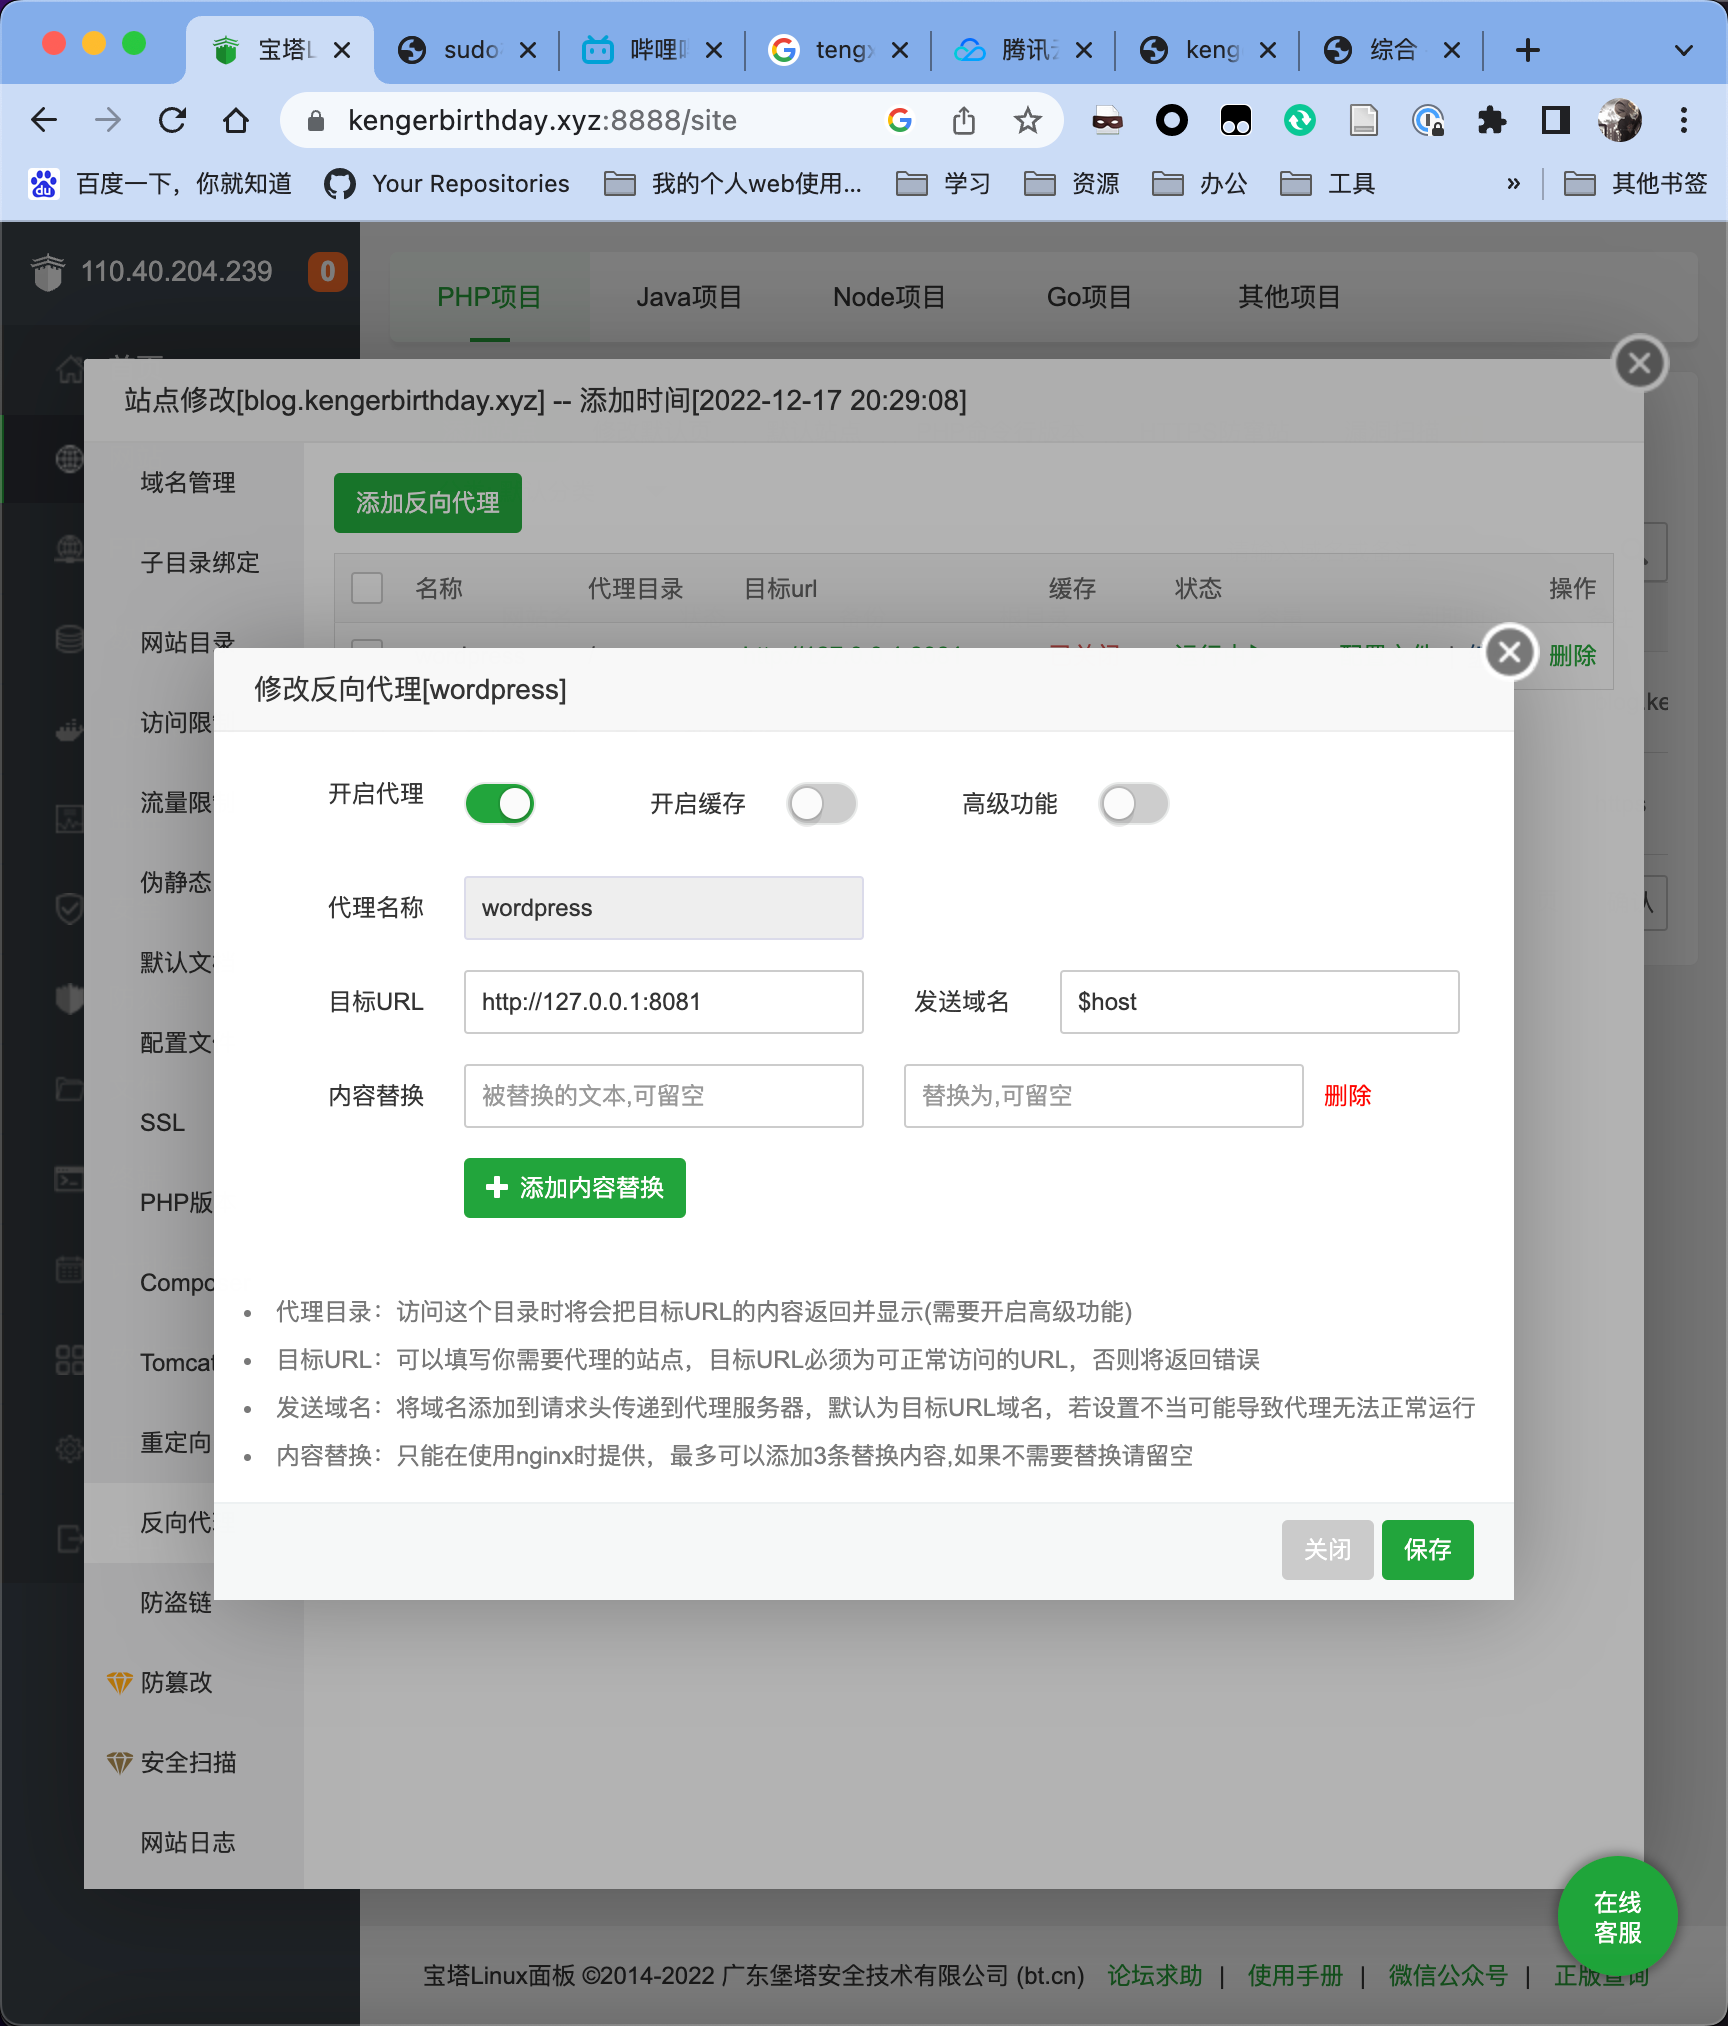 宝塔L
sudo
哔哩
teng
腾讯
keng
综合
kengerbirthday.xyz:8888/site
百度一下，你就知道
Your Repositories
我的个人web使用...
学习
资源
办公
工具
»
其他书签
110.40.204.239
0
PHP项目
Java项目
Node项目
Go项目
其他项目
站点修改[blog.kengerbirthday.xyz] -- 添加时间[2022-12-17 20:29:08]
域名管理
添加反向代理
子目录绑定
名称
代理目录
目标url
缓存
状态
操作
网站目录
删除
修改反向代理[wordpress]
.ke
访问限
开启代理
开启缓存
高级功能
流量限
伪静态
代理名称
wordpress
默认文
目标URL
http://127.0.0.1:8081
发送域名
$host
配置文
内容替换
被替换的文本,可留空
替换为,可留空
删除
SSL
添加内容替换
PHP版
Compo
代理目录：访问这个目录时将会把目标URL的内容返回并显示(需要开启高级功能)
Tomcat
目标URL：可以填写你需要代理的站点，目标URL必须为可正常访问的URL，否则将返回错误
发送域名：将域名添加到请求头传递到代理服务器，默认为目标URL域名，若设置不当可能导致代理无法正常运行
重定向
内容替换：只能在使用nginx时提供，最多可以添加3条替换内容,如果不需要替换请留空
反向代
关闭
保存
防盗链
防篡改
安全扫描
网站日志
在线
客服
宝塔Linux面板 ©2014-2022 广东堡塔安全技术有限公司 (bt.cn)
论坛求助
|
使用手册
|
微信公众号
|
正版查询